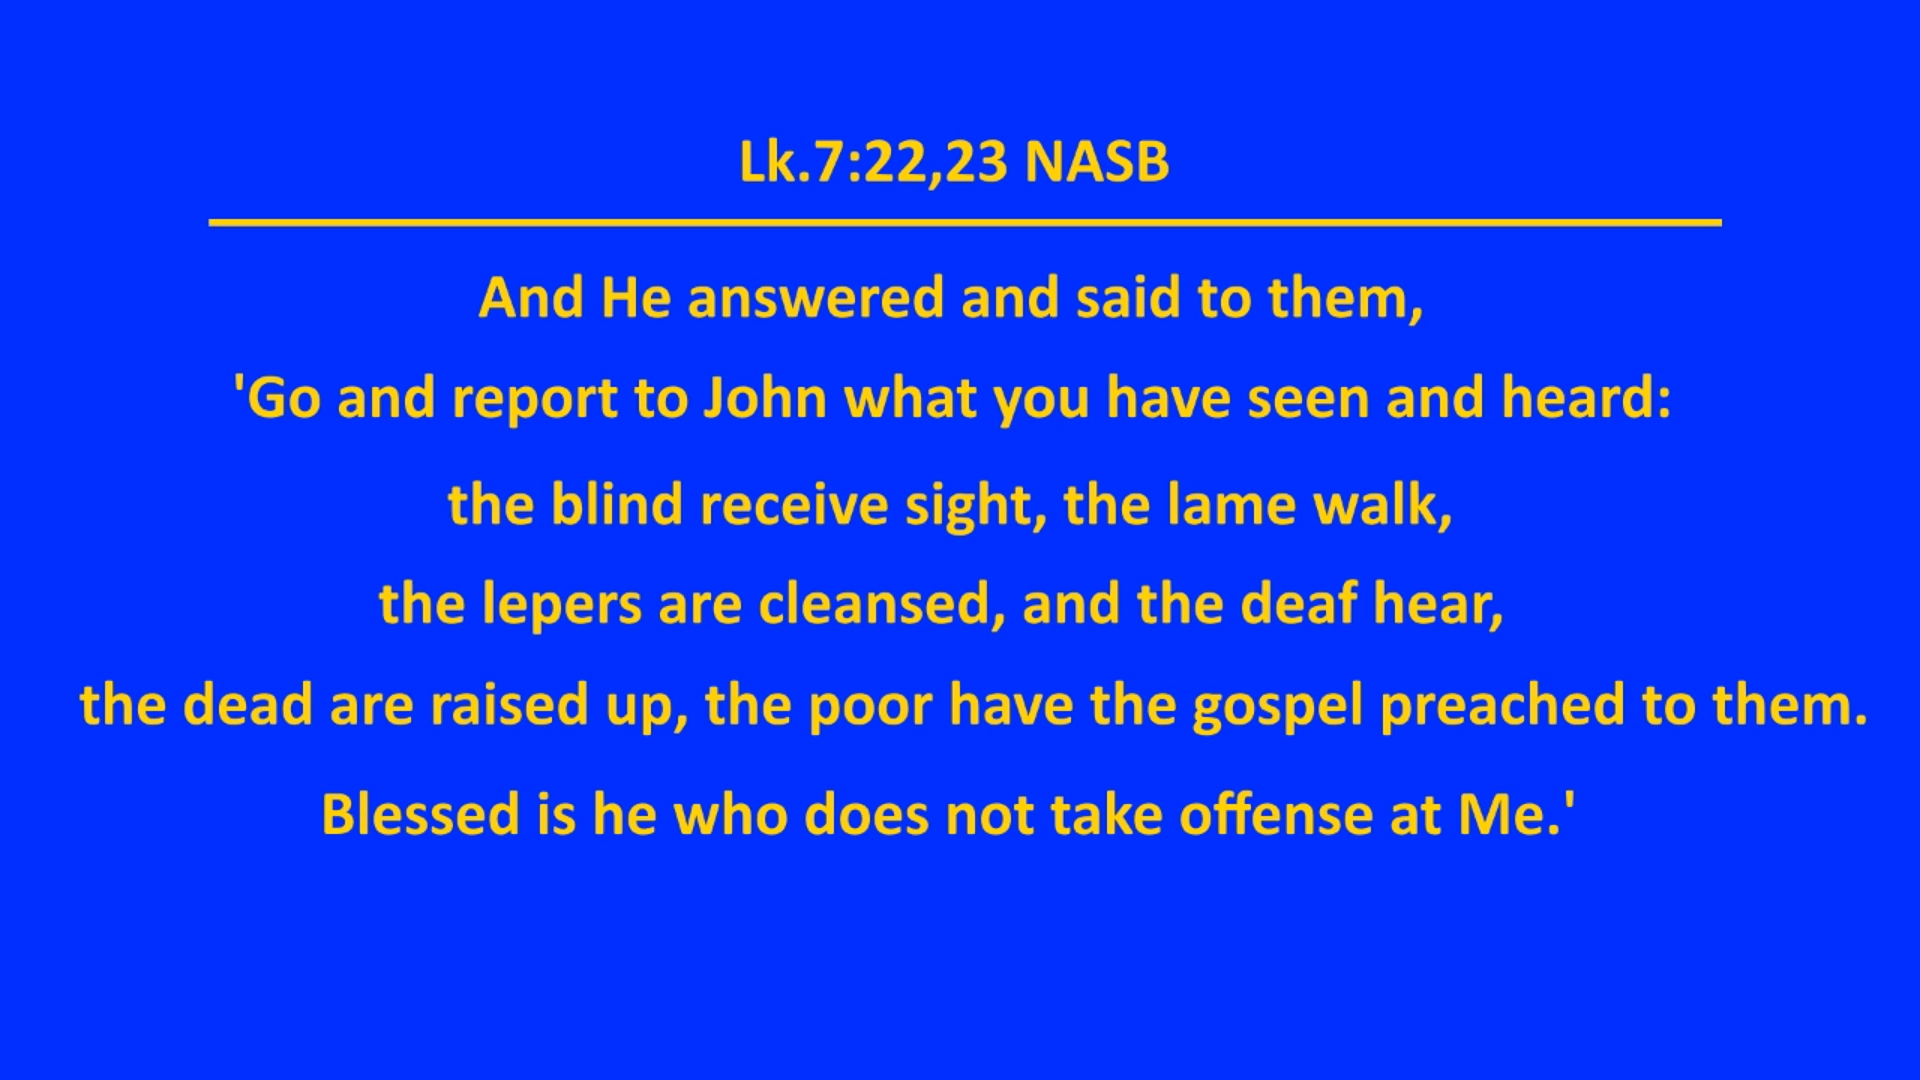 Lk.7:22,23 NASB
And He answered and said to them,
'Go and report to John what you have seen and heard:
the blind receive sight, the lame walk,
the lepers are cleansed, and the deaf hear,
the dead are raised up, the poor have the gospel preached to them.
Blessed is he who does not take offense at Me.'